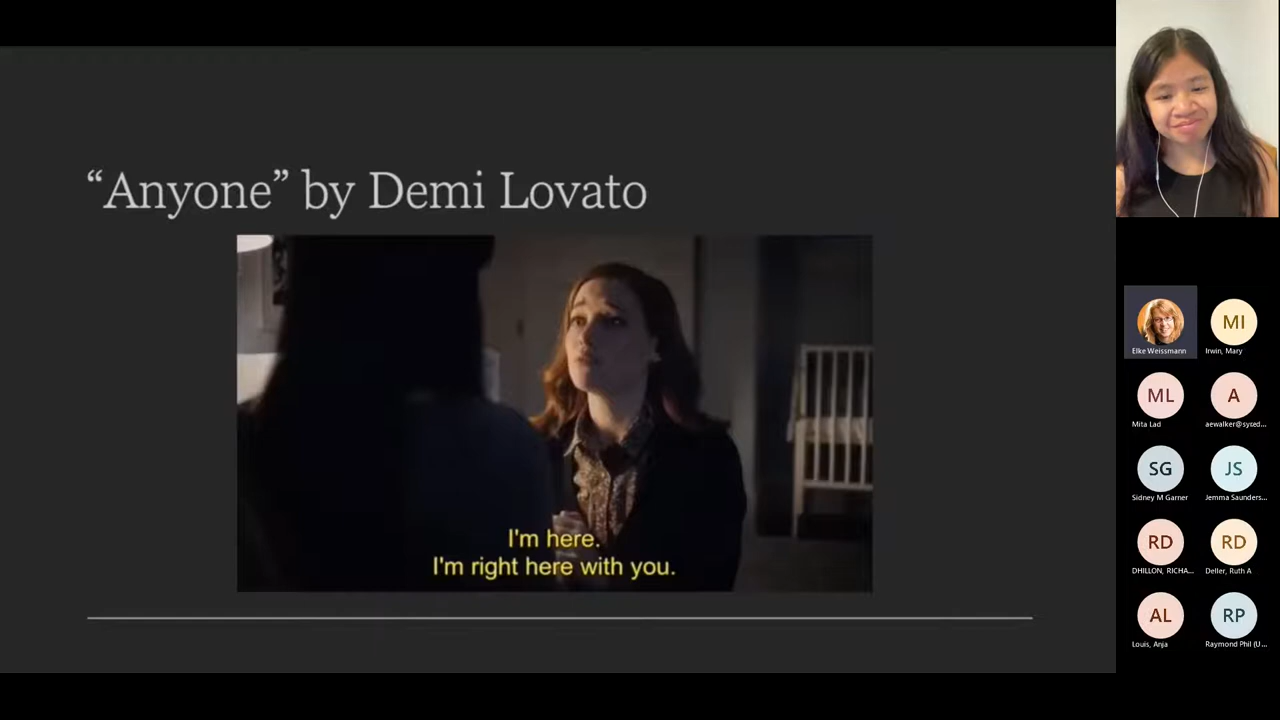 “Anyone” by Demi Lovato
I'm here.
I'm right here with you.
Elke Weissmann
MI
Irwin, Mary
ML
Mita Lad
A
aewalker@syred...
SG
Sidney M Garner
JS
Jemma Saunders...
RD
DHILLON, RICHA...
RD
Deller, Ruth A
AL
Louis, Anja
RP
Raymond Phil (U...